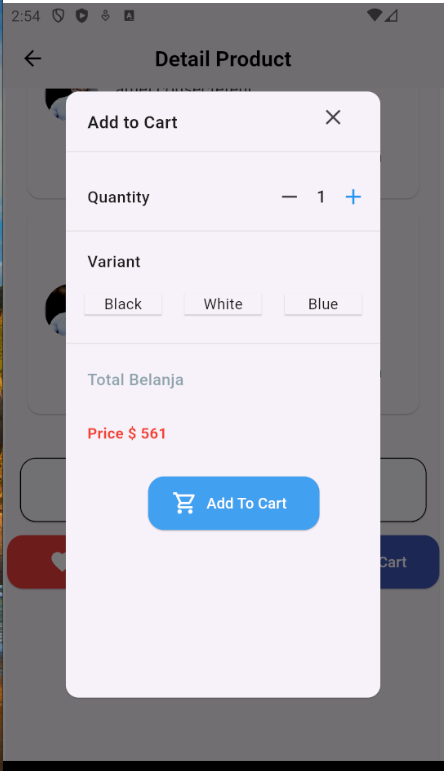 2:54
Detail Product
Add to Cart
Quantity
1
Variant
Black
White
Blue
Total Belanja
Price $ 561
Add To Cart
Cart